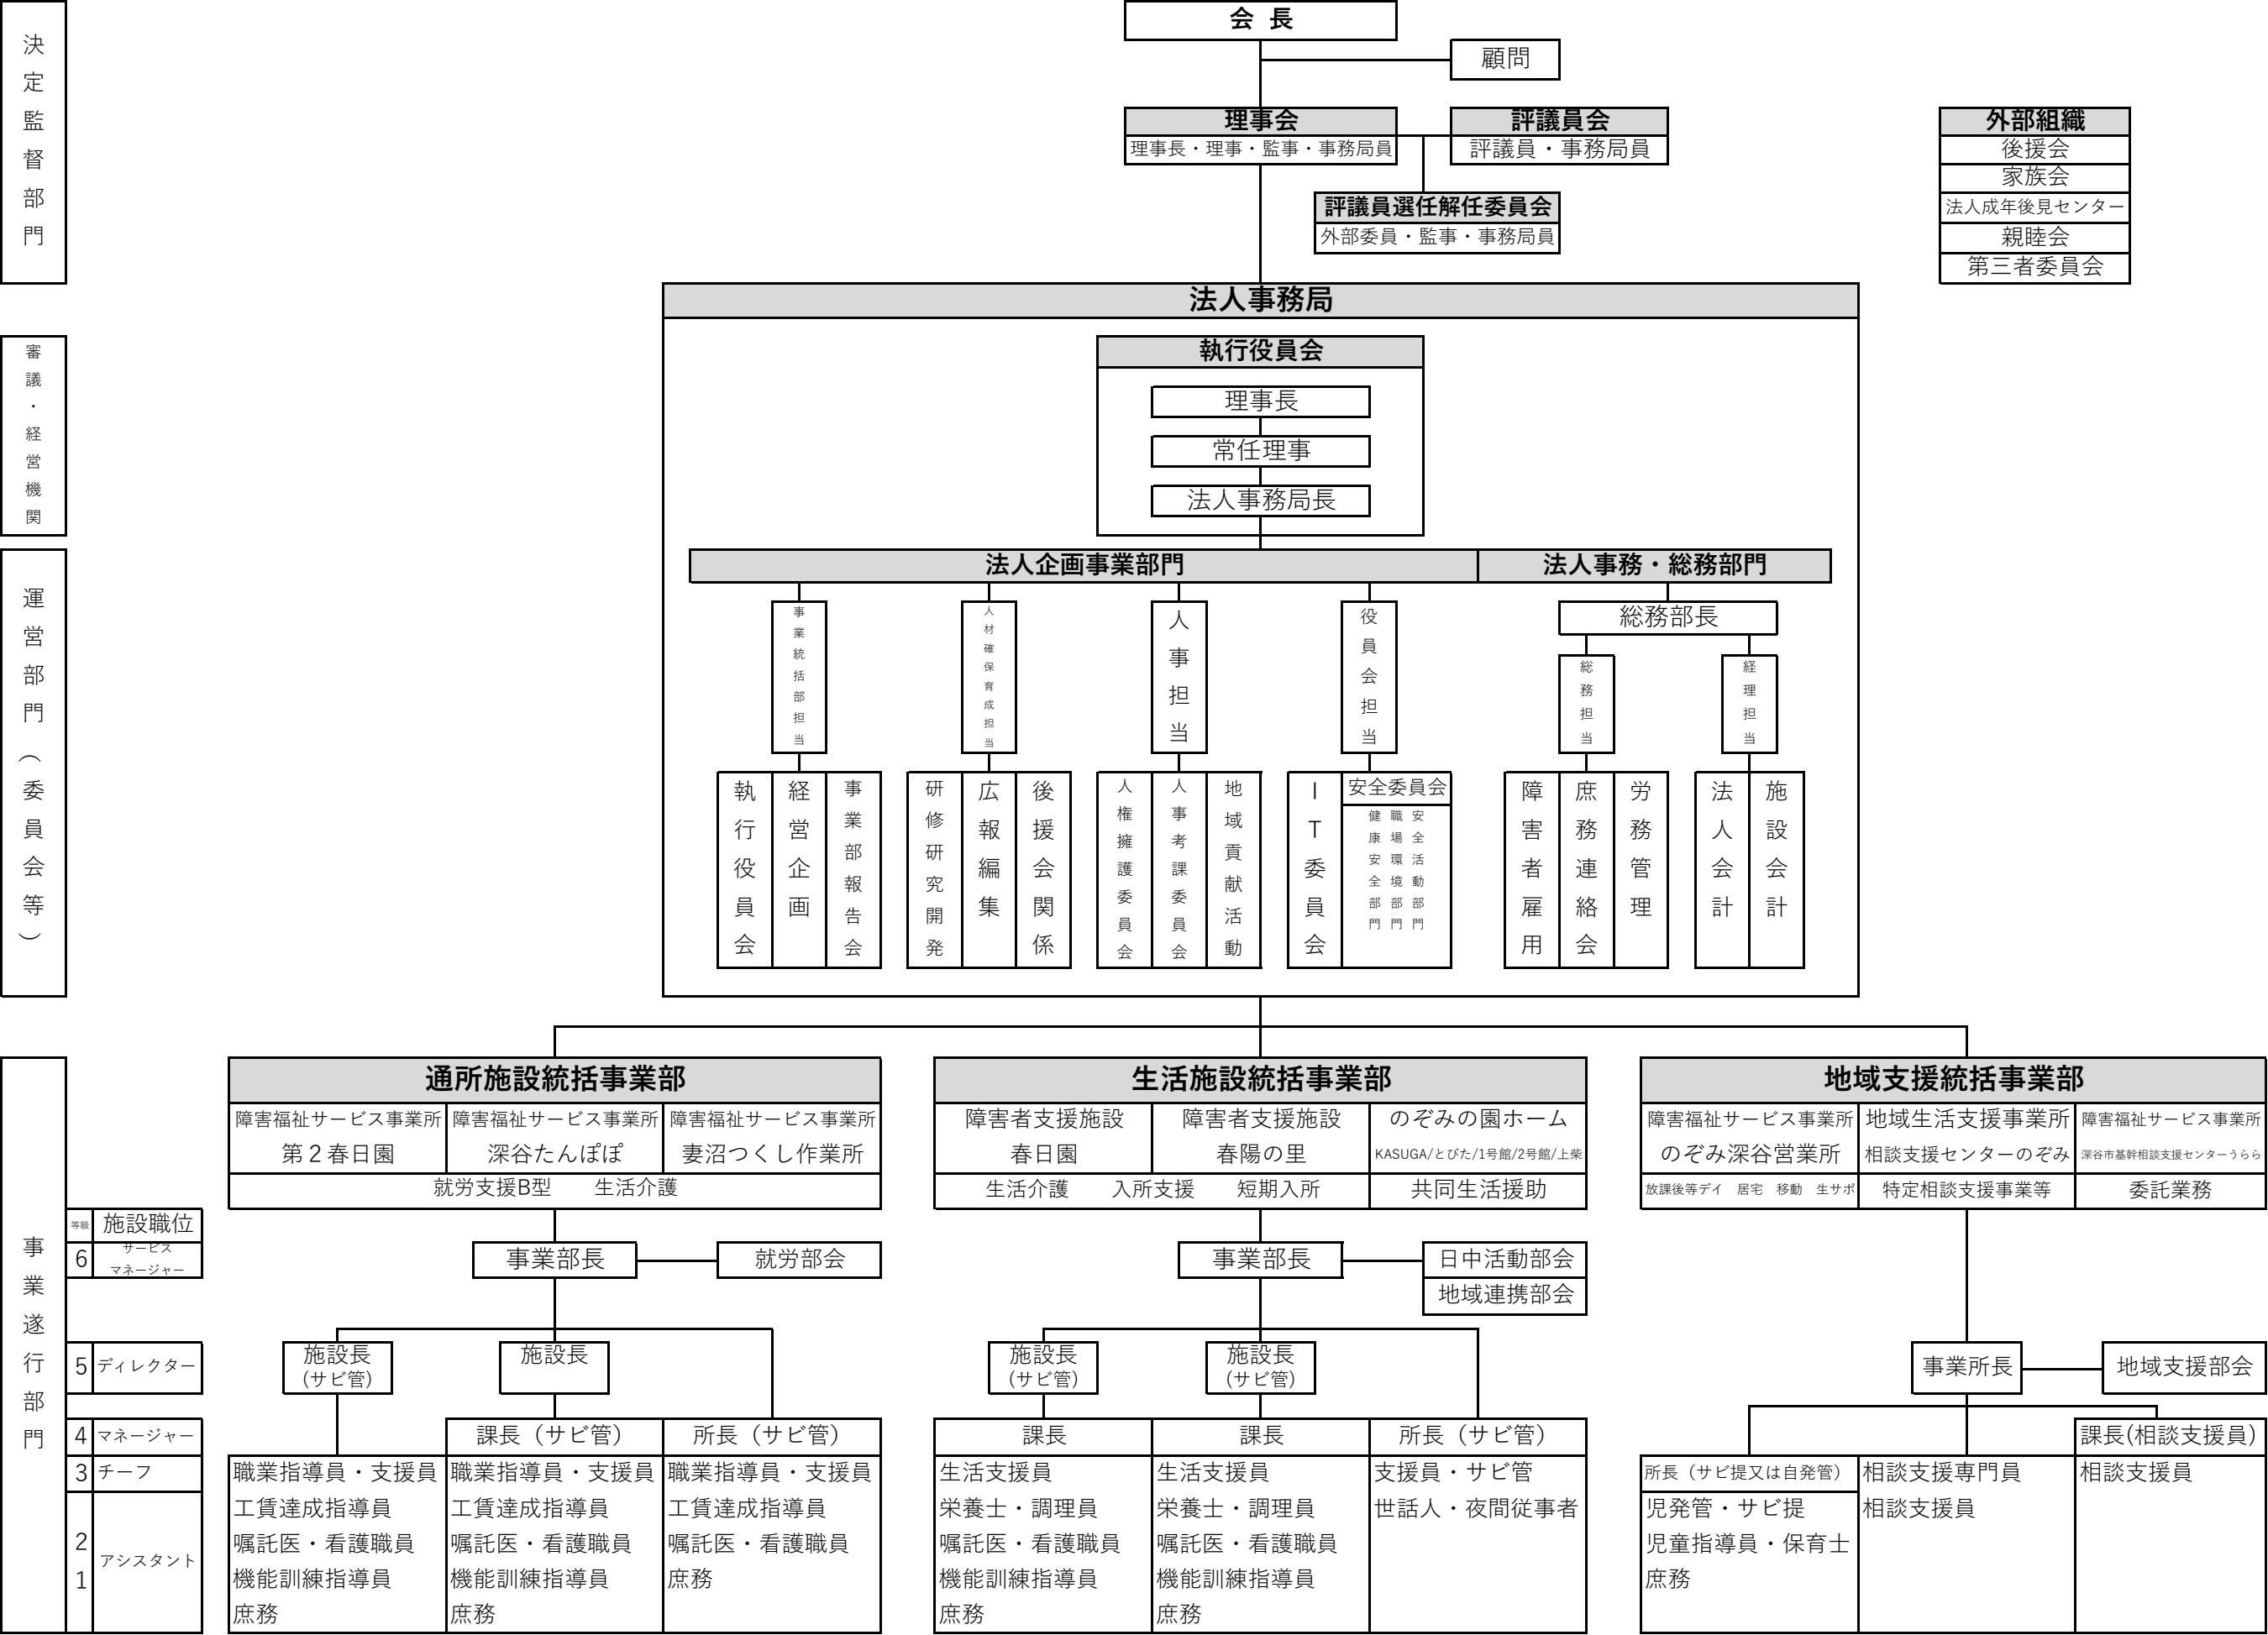 決定監督部門
会 長
顧問
理事会
理事長・理事・監事・事務局員
評議員会
評議員・事務局員
評議員選任解任委員会
外部委員・監事・事務局員
外部組織
後援会
家族会
法人成年後見センター
親睦会
第三者委員会
審議・経営機関
法人事務局
執行役員会
理事長
常任理事
法人事務局長
運営部門（委員会等）
法人企画事業部門
法人事務・総務部門
事業統括部担当
人材確保育成担当
人事担当
役員会担当
総務部長
総務担当
経理担当
執行役員会
経営企画
事業部報告会
研修研究開発
広報編集
後援会関係
人権擁護委員会
人事考課委員会
地域貢献活動
IT委員会
安全委員会
健康安全部門
職場環境部門
安全活動部門
障害者雇用
庶務連絡会
労務管理
法人会計
施設会計
事業遂行部門
通所施設統括事業部
障害福祉サービス事業所
第２春日園
障害福祉サービス事業所
深谷たんぽぽ
障害福祉サービス事業所
妻沼つくし作業所
就労支援B型　　生活介護
生活施設統括事業部
障害者支援施設
春日園
障害者支援施設
春陽の里
のぞみの園ホーム
KASUGA/とびた/1号館/2号館/上柴
生活介護　　入所支援　　短期入所
共同生活援助
地域支援統括事業部
障害福祉サービス事業所
のぞみ深谷営業所
地域生活支援事業所
相談支援センターのぞみ
障害福祉サービス事業所
深谷市基幹相談支援センターうらら
放課後等デイ　居宅　移動　生サポ
特定相談支援事業等
委託業務
等級
施設職位
6
サービス
マネージャー
事業部長
就労部会
事業部長
日中活動部会
地域連携部会
5
ディレクター
施設長
(サビ管)
施設長
施設長
(サビ管)
施設長
(サビ管)
事業所長
地域支援部会
4
マネージャー
課長（サビ管）
所長（サビ管）
課長
課長
所長（サビ管）
課長(相談支援員)
3
チーフ
2
1
アシスタント
職業指導員・支援員
工賃達成指導員
嘱託医・看護職員
機能訓練指導員
庶務
職業指導員・支援員
工賃達成指導員
嘱託医・看護職員
機能訓練指導員
庶務
職業指導員・支援員
工賃達成指導員
嘱託医・看護職員
庶務
生活支援員
栄養士・調理員
嘱託医・看護職員
機能訓練指導員
庶務
生活支援員
栄養士・調理員
嘱託医・看護職員
機能訓練指導員
庶務
支援員・サビ管
世話人・夜間従事者
所長（サビ提又は自発管）
児発管・サビ提
児童指導員・保育士
庶務
相談支援専門員
相談支援員
相談支援員